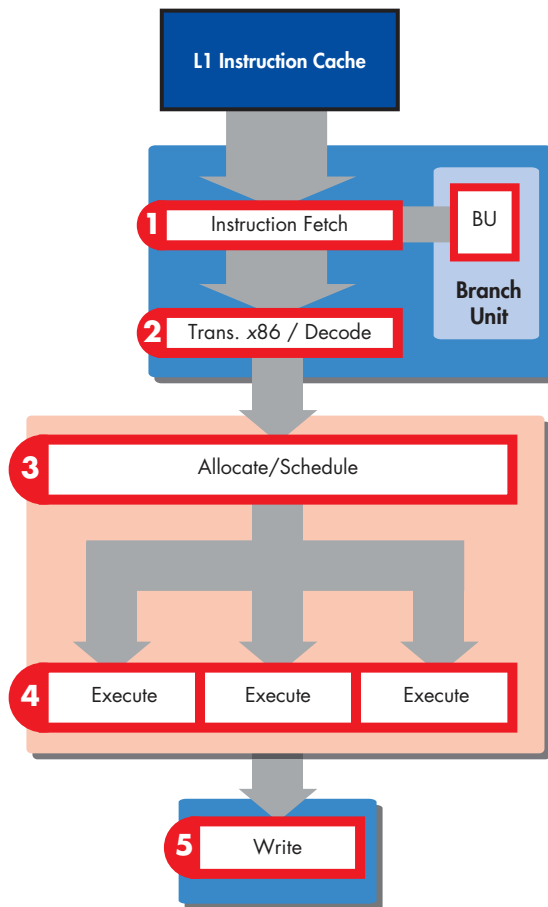 L1 Instruction Cache
1 Instruction Fetch
BU
Branch
Unit
2 Trans. x86 / Decode
3 Allocate/Schedule
4 Execute Execute Execute
5 Write